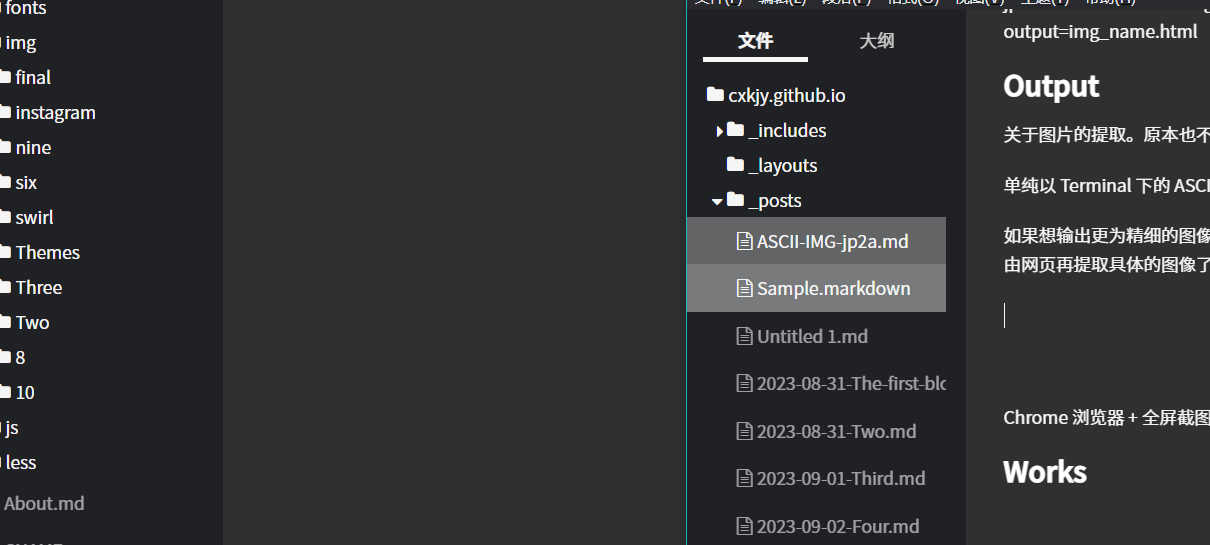 fonts
img
final
instagram
nine
six
swirl
Themes
Three
Two
8
10
js
less
About.md
文件
大纲
cxkjy.github.io
_includes
_layouts
_posts
ASCII-IMG-jp2a.md
Sample.markdown
Untitled 1.md
2023-08-31-The-first-blo
2023-08-31-Two.md
2023-09-01-Third.md
2023-09-02-Four.md
output=img_name.html
Output
关于图片的提取。原本也不
单纯以 Terminal 下的 ASCI
如果想输出更为精细的图像
由网页再提取具体的图像了
Chrome 浏览器 + 全屏截图
Works